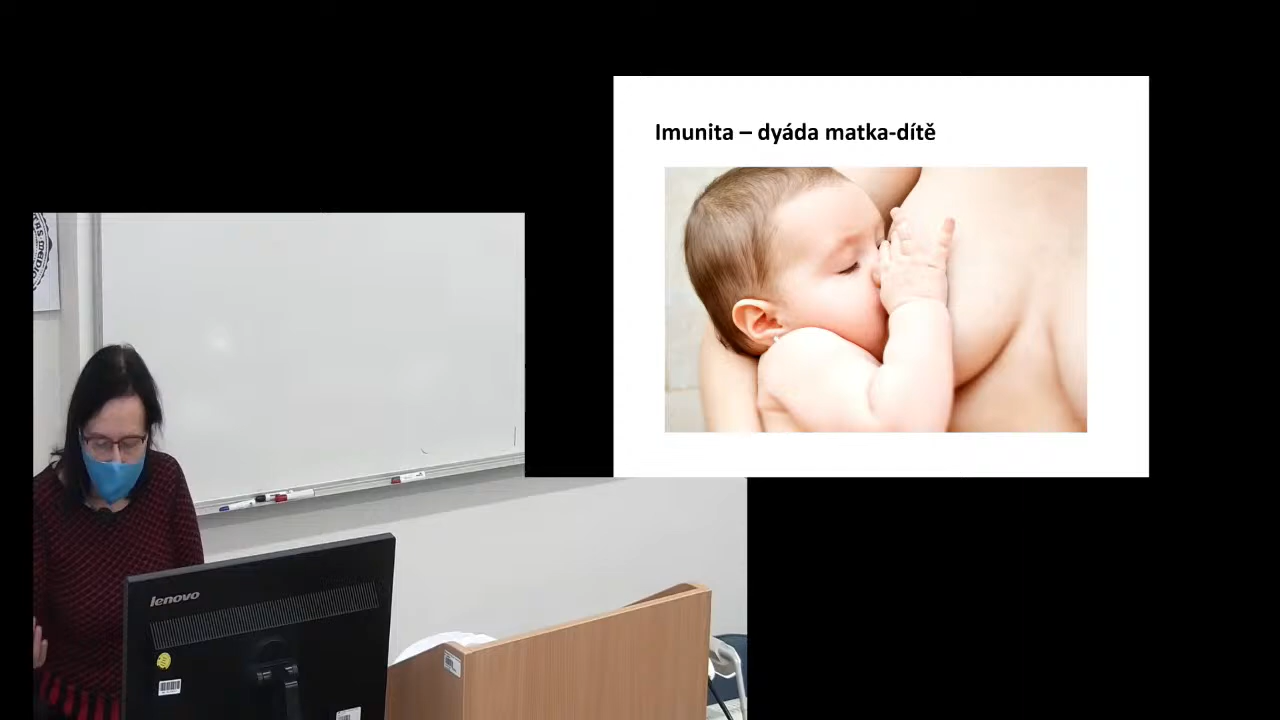 Imunita – dyáda matka-dítě
lenovo